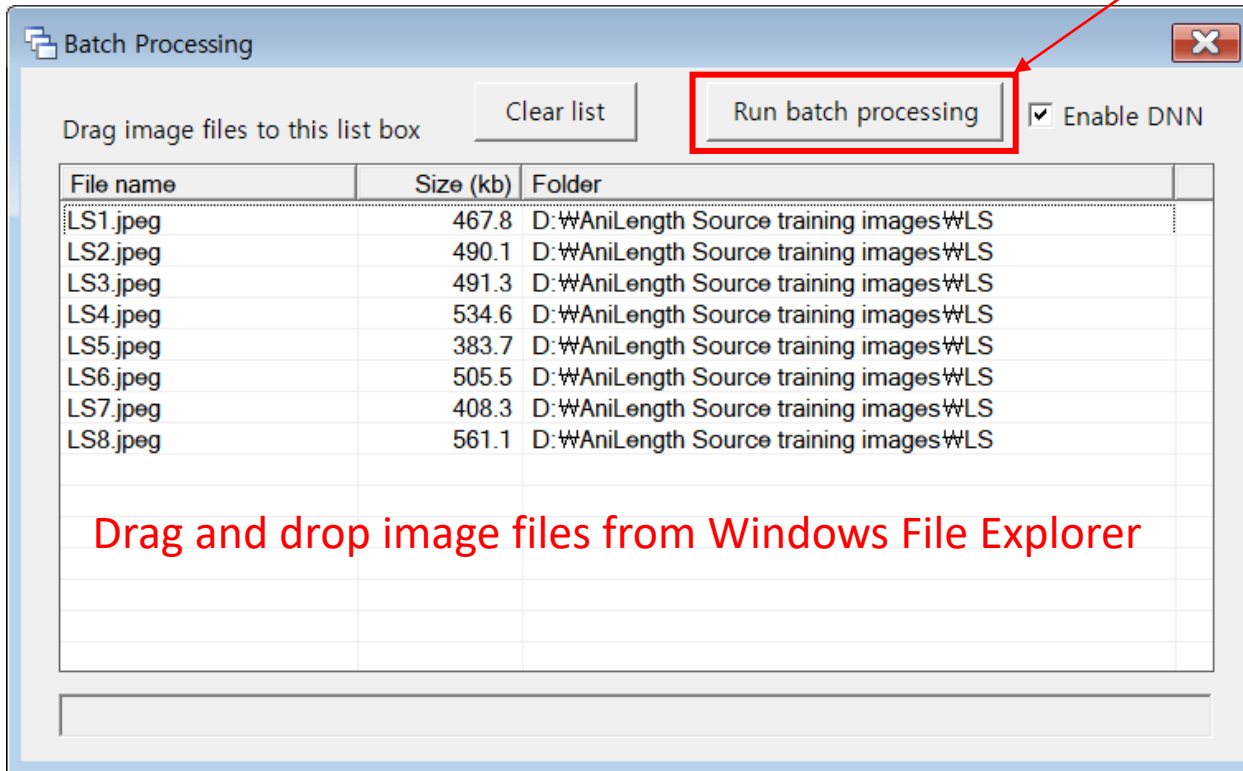 Batch Processing
Drag image files to this list box
Clear list
Run batch processing
Enable DNN
File name Size (kb) Folder
LS1.jpeg 467.8 D:₩AniLength Source training images₩LS
LS2.jpeg 490.1 D:₩AniLength Source training images₩LS
LS3.jpeg 491.3 D:₩AniLength Source training images₩LS
LS4.jpeg 534.6 D:₩AniLength Source training images₩LS
LS5.jpeg 383.7 D:₩AniLength Source training images₩LS
LS6.jpeg 505.5 D:₩AniLength Source training images₩LS
LS7.jpeg 408.3 D:₩AniLength Source training images₩LS
LS8.jpeg 561.1 D:₩AniLength Source training images₩LS
Drag and drop image files from Windows File Explorer